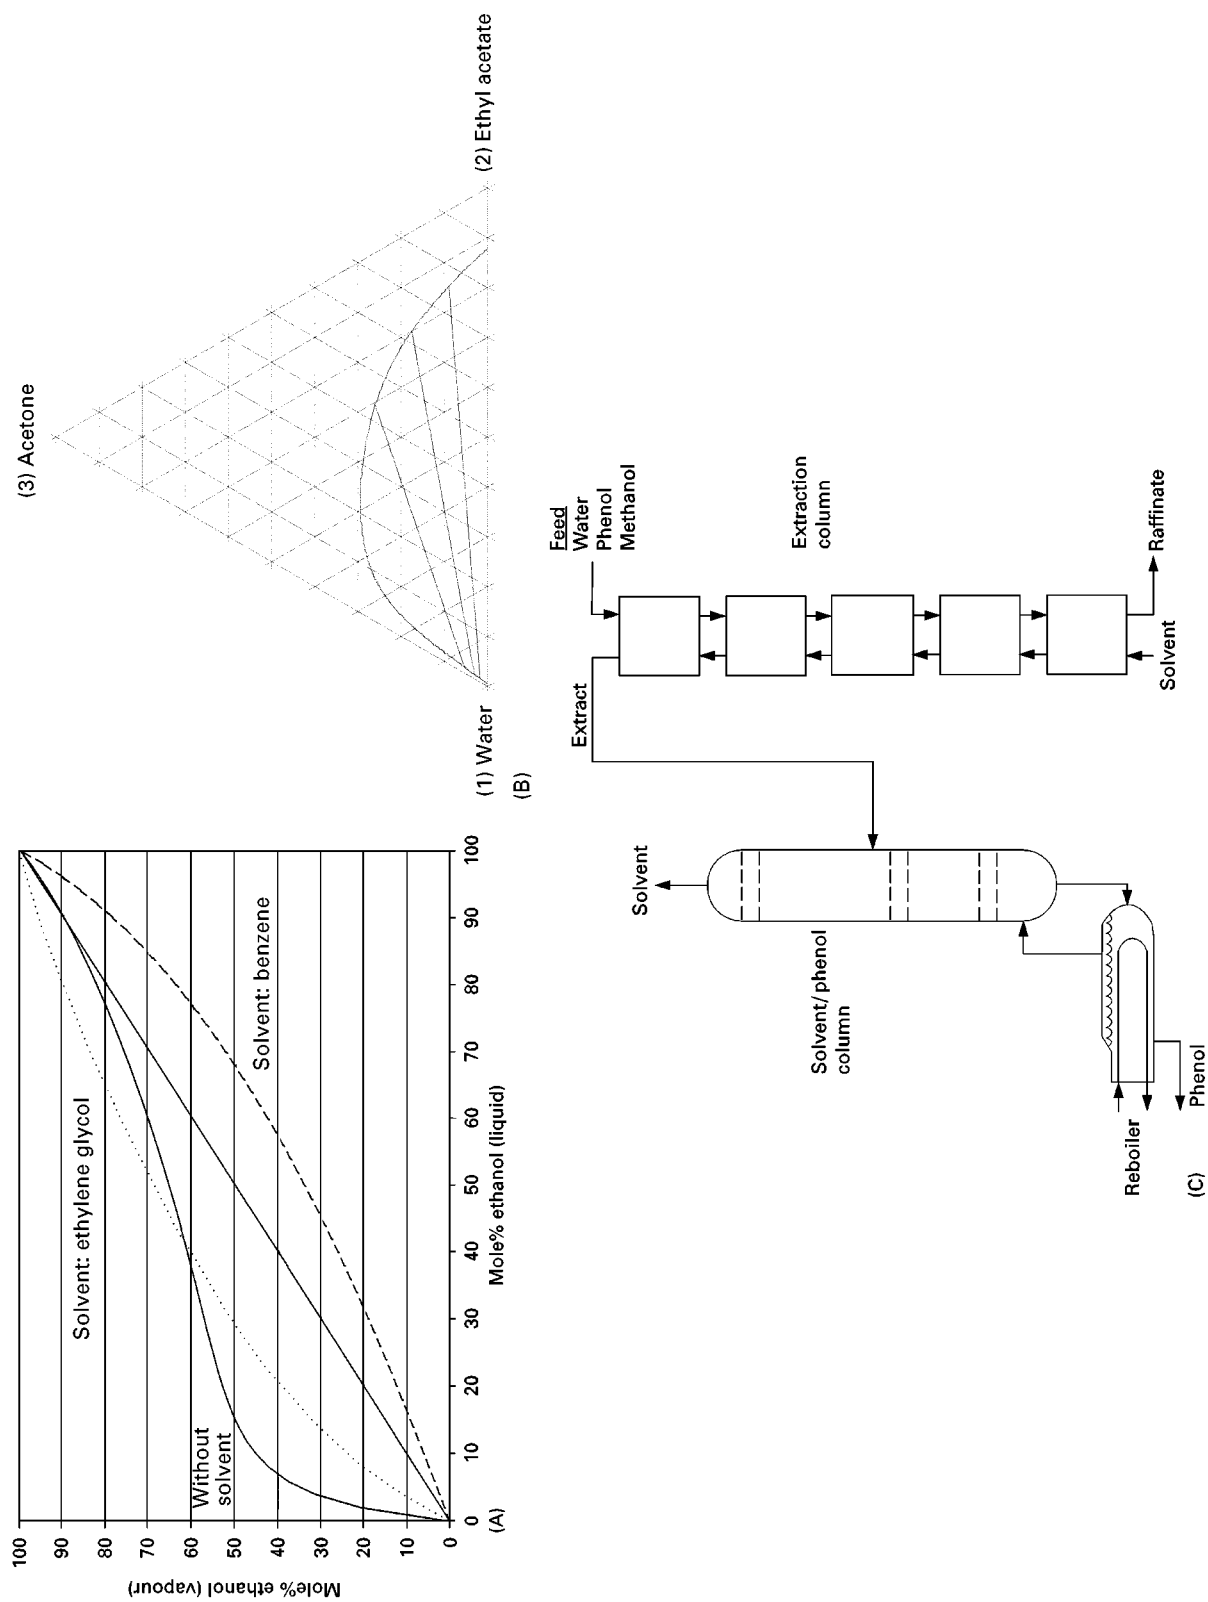 Mole% ethanol (vapour)
100
90
80
70
60
50
40
30
20
10
0
Solvent: ethylene glycol
Without
solvent
Solvent: benzene
0
10
20
30
40
50
60
70
80
90
100
Mole% ethanol (liquid)
(A)
(3) Acetone
(1) Water
(2) Ethyl acetate
(B)
Solvent
Solvent/phenol
column
Reboiler
Phenol
Extract
Feed
Water
Phenol
Methanol
Extraction
column
Solvent
Raffinate
(C)